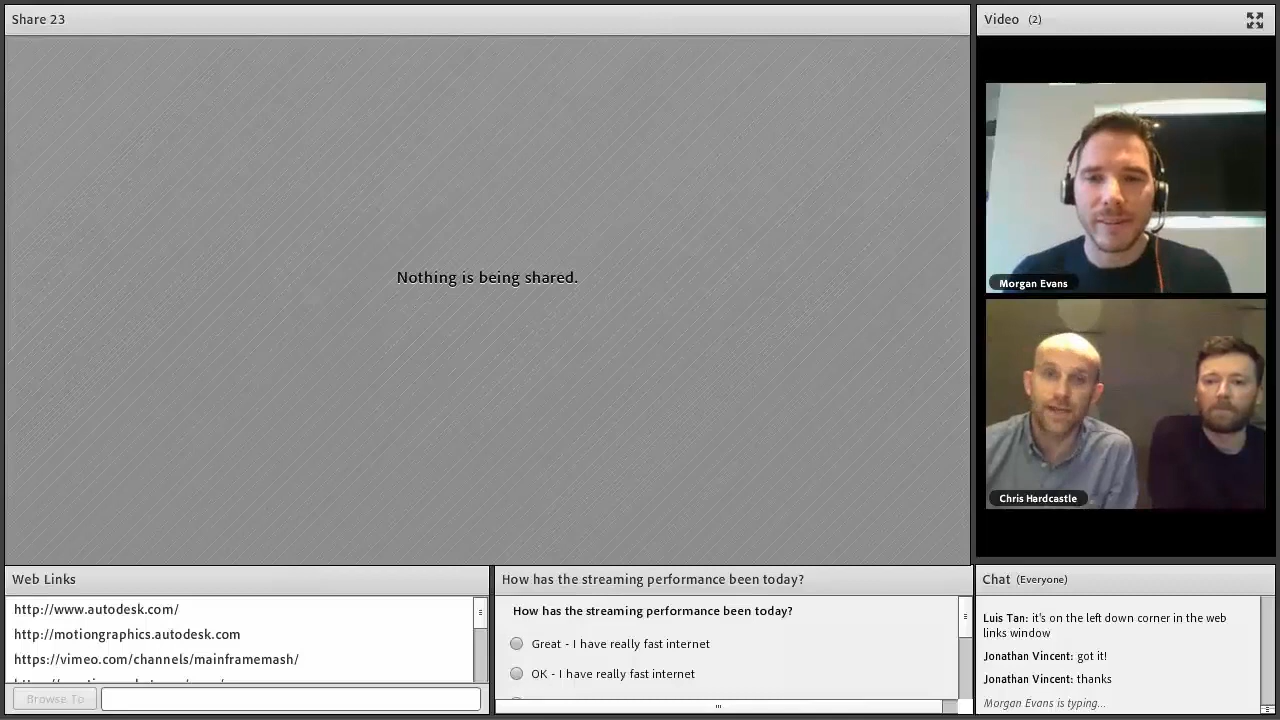 Share 23
Video (2)
Nothing is being shared.
Morgan Evans
Chris Hardcastle
Web Links
http://www.autodesk.com/
http://motiongraphics.autodesk.com
https://vimeo.com/channels/mainframemash/
Browse To
How has the streaming performance been today?
How has the streaming performance been today?
Great - I have really fast internet
OK - I have really fast internet
Chat (Everyone)
Luis Tan: it's on the left down corner in the web
links window
Jonathan Vincent: got it!
Jonathan Vincent: thanks
Morgan Evans is typing...